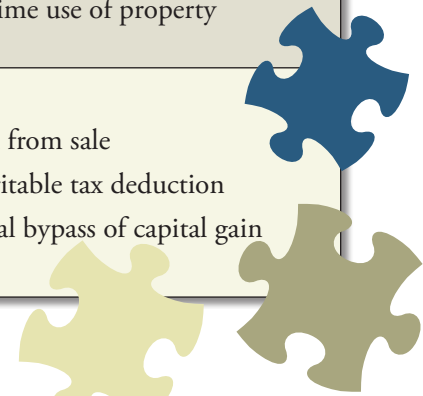 ime use of property
from sale
itable tax deduction
al bypass of capital gain